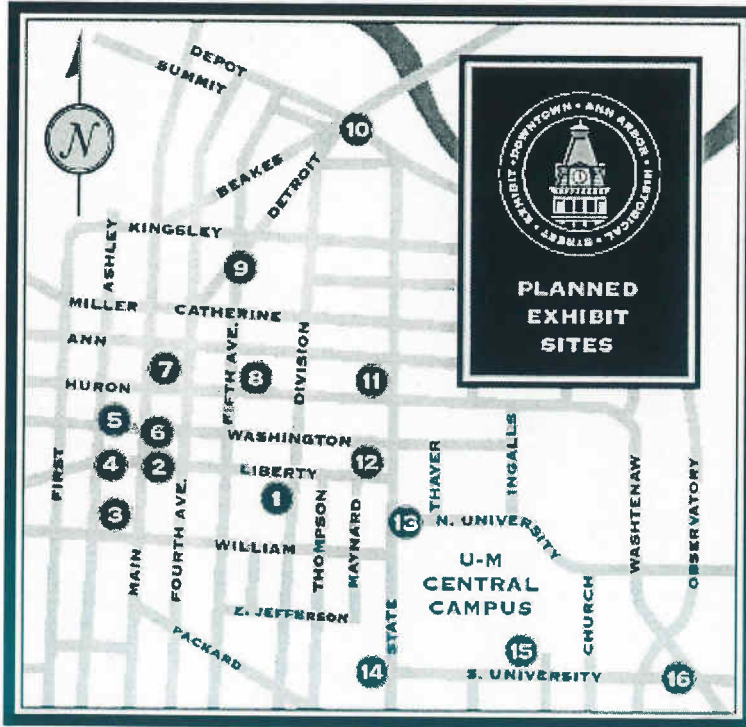 DEPOT
SUMMIT
N
10
BEAKES
DETROIT
DOWNTOWN • ANN ARBOR • HISTORICAL • STREET • EXHIBIT •
PLANNED
EXHIBIT
SITES
KINGSLEY
ASHLEY
9
MILLER
CATHERINE
ANN
FIFTH AVE.
DIVISION
7
8
11
HURON
5
6
WASHINGTON
INGALLS
THAYER
4
2
LIBERTY
12
FIRST
WASHTENAW
OBSERVATORY
3
1
THOMPSON
MAYNARD
13
N. UNIVERSITY
MAIN
FOURTH AVE.
WILLIAM
U-M
CENTRAL
CAMPUS
CHURCH
E. JEFFERSON
PACKARD
STATE
14
15
S. UNIVERSITY
16